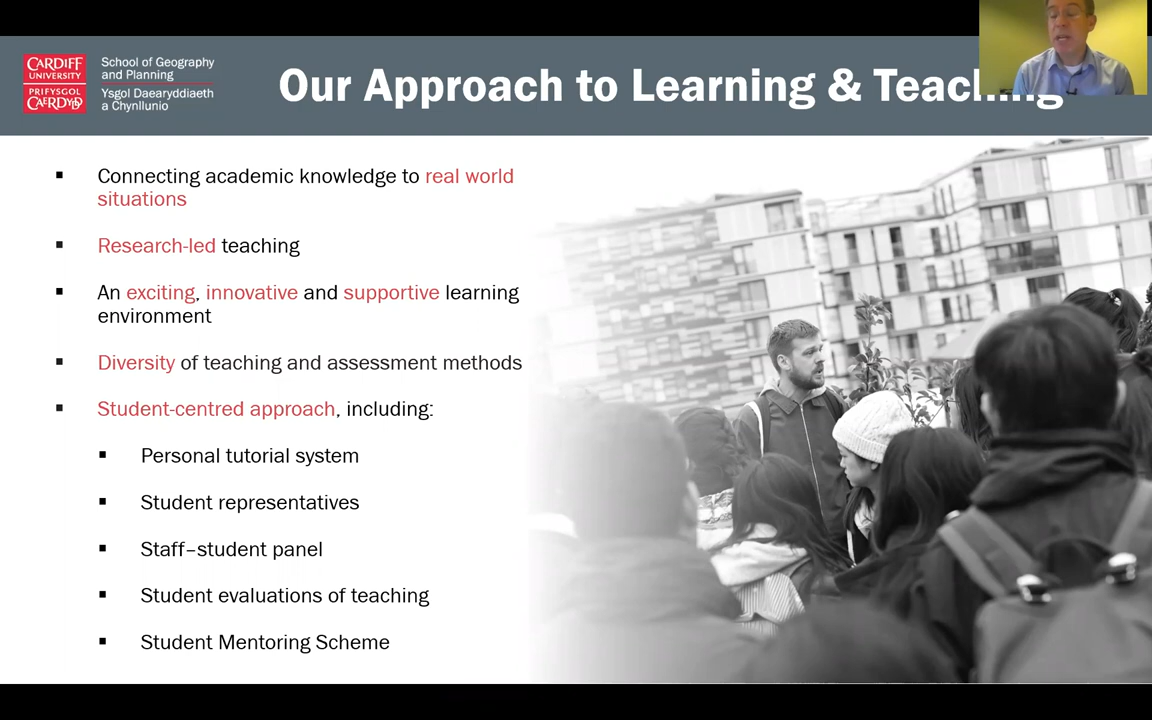 CARDIFF
UNIVERSITY
PRIFYSGOL
CAERDYDD
School of Geography
and Planning
Ysgol Daearyddiaeth
a Chynllunio
Our Approach to Learning & Teaching
▪ Connecting academic knowledge to real world
situations
▪ Research-led teaching
▪ An exciting, innovative and supportive learning
environment
▪ Diversity of teaching and assessment methods
▪ Student-centred approach, including:
▪ Personal tutorial system
▪ Student representatives
▪ Staff–student panel
▪ Student evaluations of teaching
▪ Student Mentoring Scheme